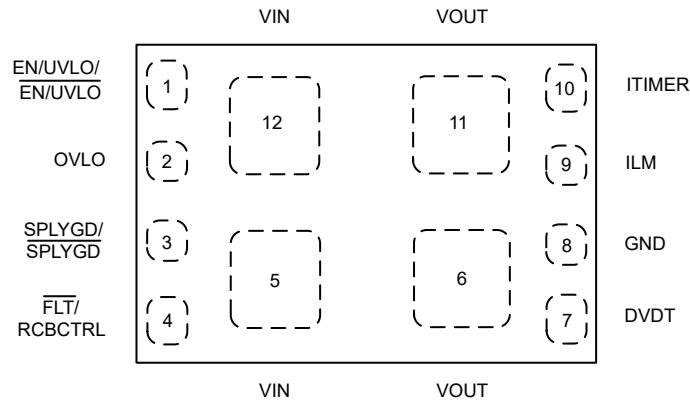 VIN VOUT
EN/UVLO/
EN/UVLO
1
12
11
10
ITIMER
OVLO
2
9
ILM
SPLYGD/
SPLYGD
3
8
GND
5
6
FLT/
RCBCTRL
4
7
DVDT
VIN VOUT